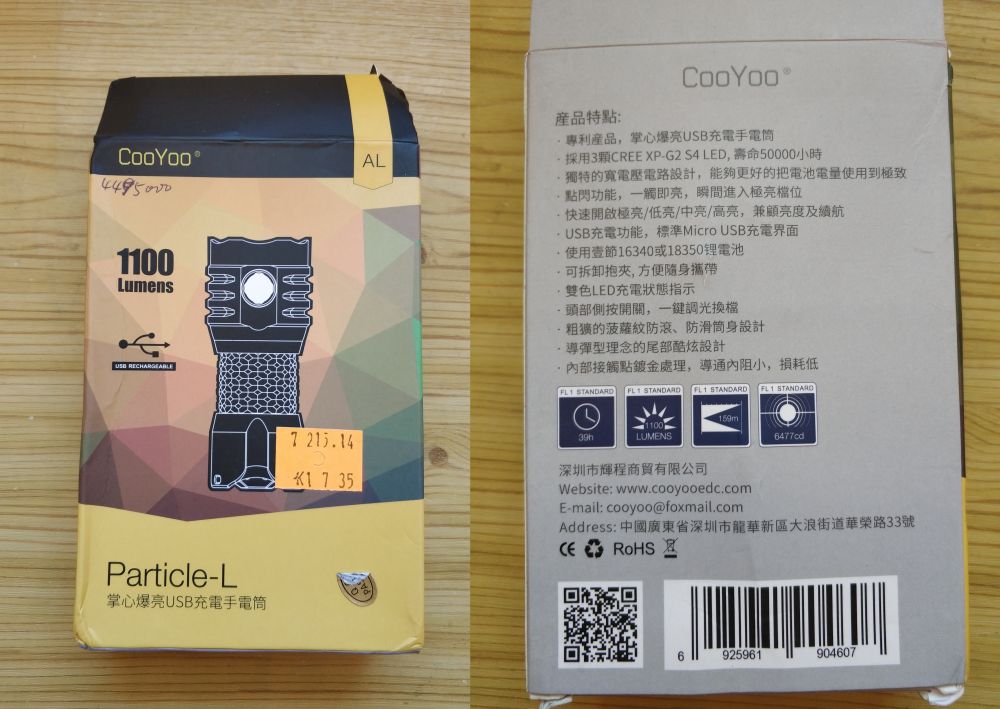 CooYoo®
AL
4495000
1100
Lumens
USB RECHARGEABLE
7 215.14
K1 7 35
Particle-L
掌心爆亮USB充電手電筒
CooYoo®
産品特點:
· 專利産品，掌心爆亮USB充電手電筒
· 採用3顆CREE XP-G2 S4 LED, 壽命50000小時
· 獨特的寬電壓電路設計，能夠更好的把電池電量使用到極致
· 點閃功能，一觸即亮，瞬間進入極亮檔位
· 快速開啟極亮/低亮/中亮/高亮，兼顧亮度及續航
· USB充電功能，標準Micro USB充電界面
· 使用壹節16340或18350锂電池
· 可拆卸抱夾, 方便隨身攜帶
· 雙色LED充電狀態指示
· 頭部側按開關，一鍵調光換檔
· 粗獷的菠蘿紋防滾、防滑筒身設計
· 導彈型理念的尾部酷炫設計
· 內部接觸點鍍金處理，導通內阻小，損耗低
FL 1 STANDARD
39h
FL 1 STANDARD
1100
LUMENS
FL 1 STANDARD
159m
FL 1 STANDARD
6477cd
深圳市輝程商貿有限公司
Website: www.cooyooedc.com
E-mail: cooyoo@foxmail.com
Address: 中國廣東省深圳市龍華新區大浪街道華榮路33號
CE RoHS
6 925961 904607